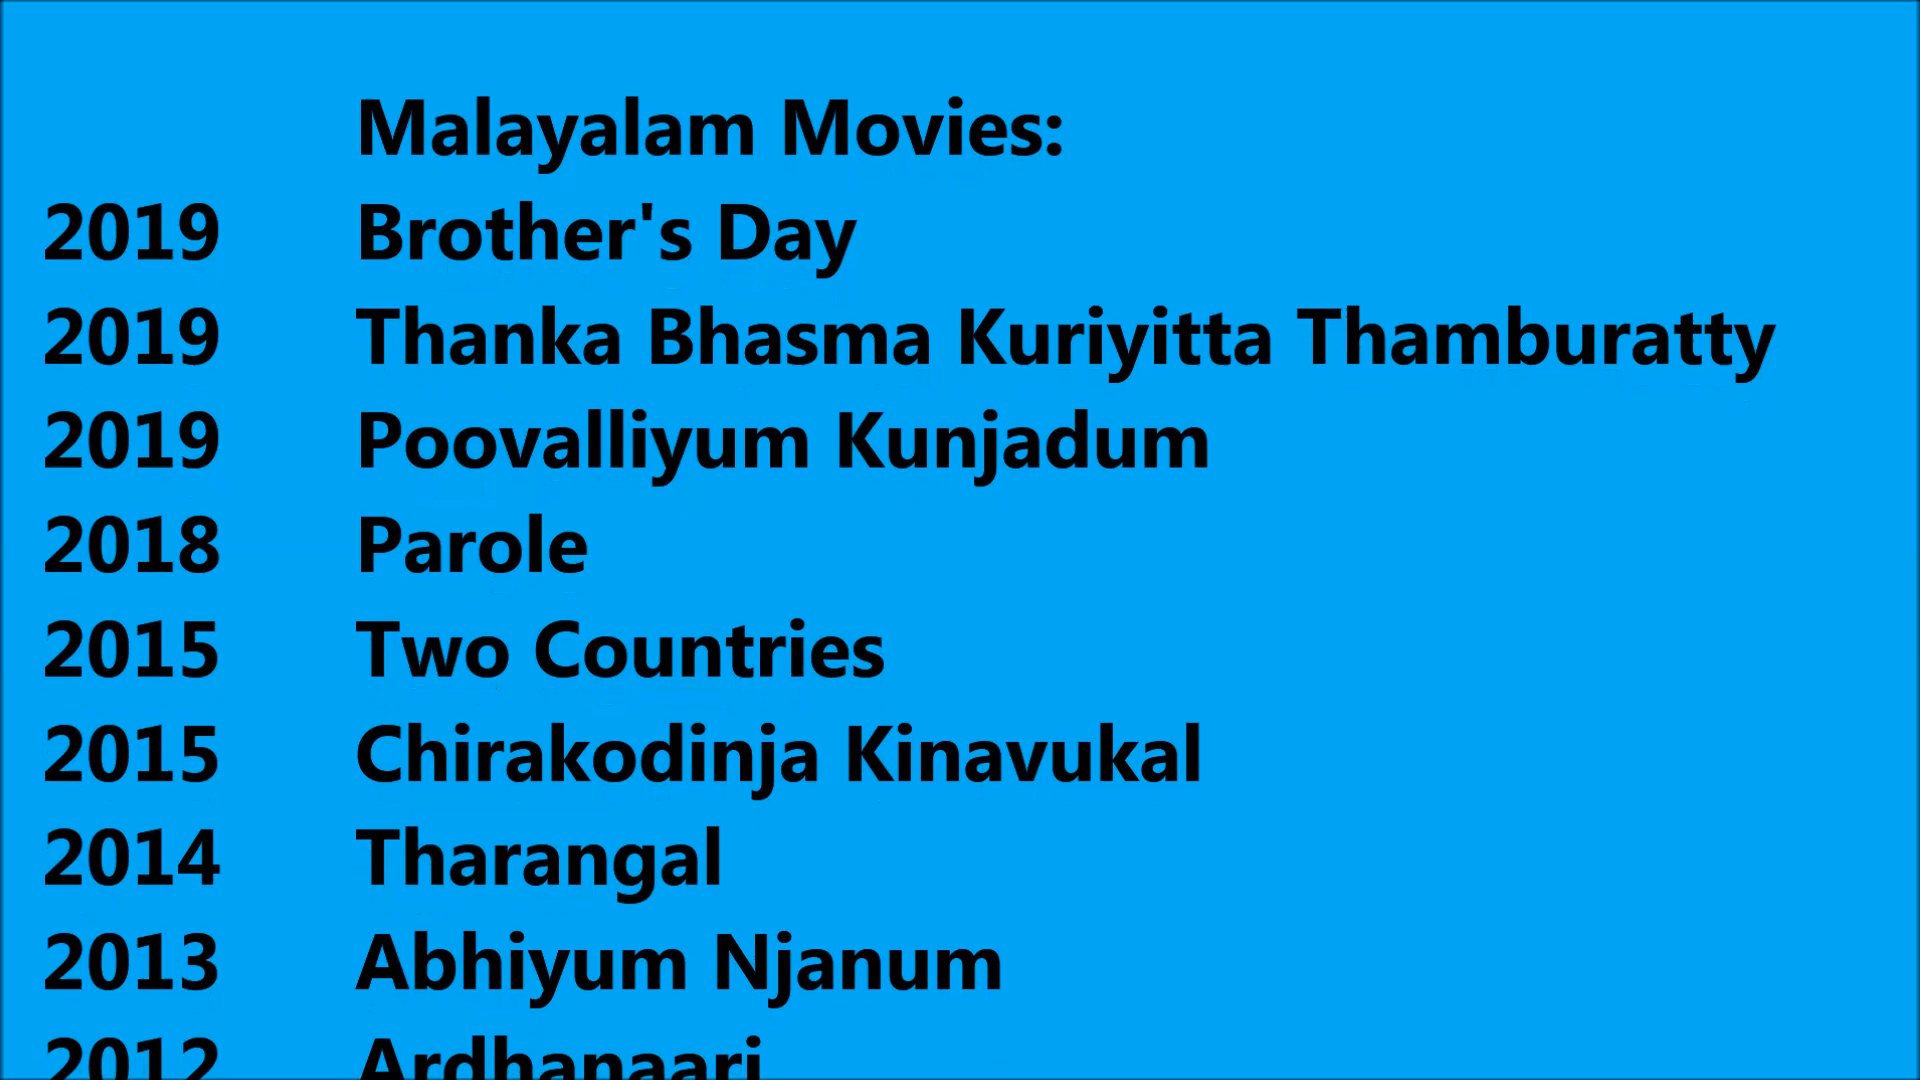 Malayalam Movies:
2019 Brother's Day
2019 Thanka Bhasma Kuriyitta Thamburatty
2019 Poovalliyum Kunjadum
2018 Parole
2015 Two Countries
2015 Chirakodinja Kinavukal
2014 Tharangal
2013 Abhiyum Njanum
2012 Ardhanaari